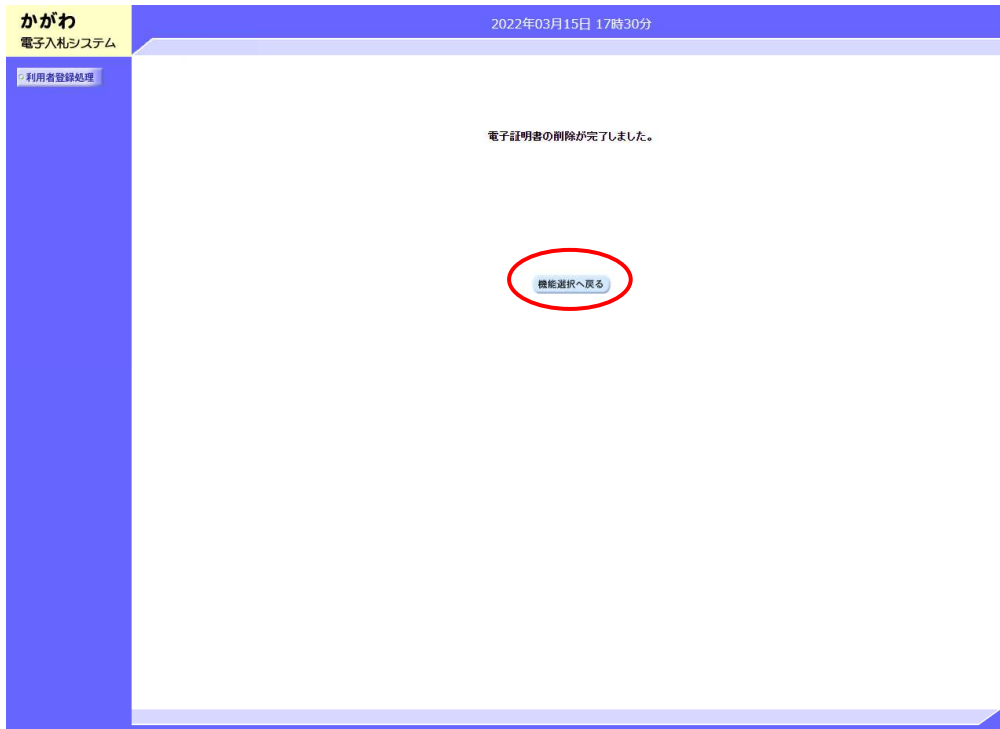 かがわ
電子入札システム
2022年03月15日 17時30分
利用者登録処理
電子証明書の削除が完了しました。
機能選択へ戻る